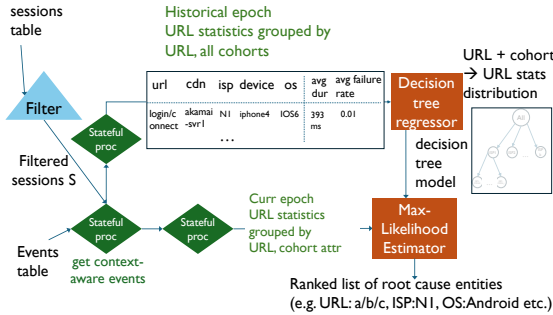 sessions
table
Historical epoch
URL statistics grouped by
URL, all cohorts
URL + cohort
→ URL stats
distribution
url cdn isp device os avg dur avg failure rate
login/c onnect akamai -svr1 N1 iphone4 IOS6 393 ms 0.01
...
Decision
tree
regressor
All
Filter
Stateful
proc
Filtered
sessions S
decision
tree
model
Curr epoch
URL statistics
grouped by
URL, cohort attr
Stateful
proc
Stateful
proc
Max-
Likelihood
Estimator
Events
table
get context-
aware events
Ranked list of root cause entities
(e.g. URL: a/b/c, ISP:N1, OS:Android etc.)